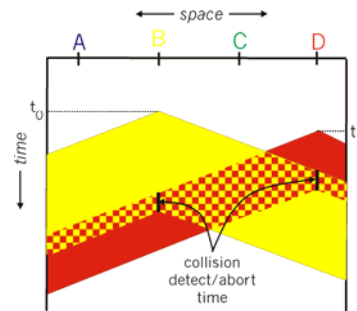 space
A B C D
t₀
t
time
collision
detect/abort
time